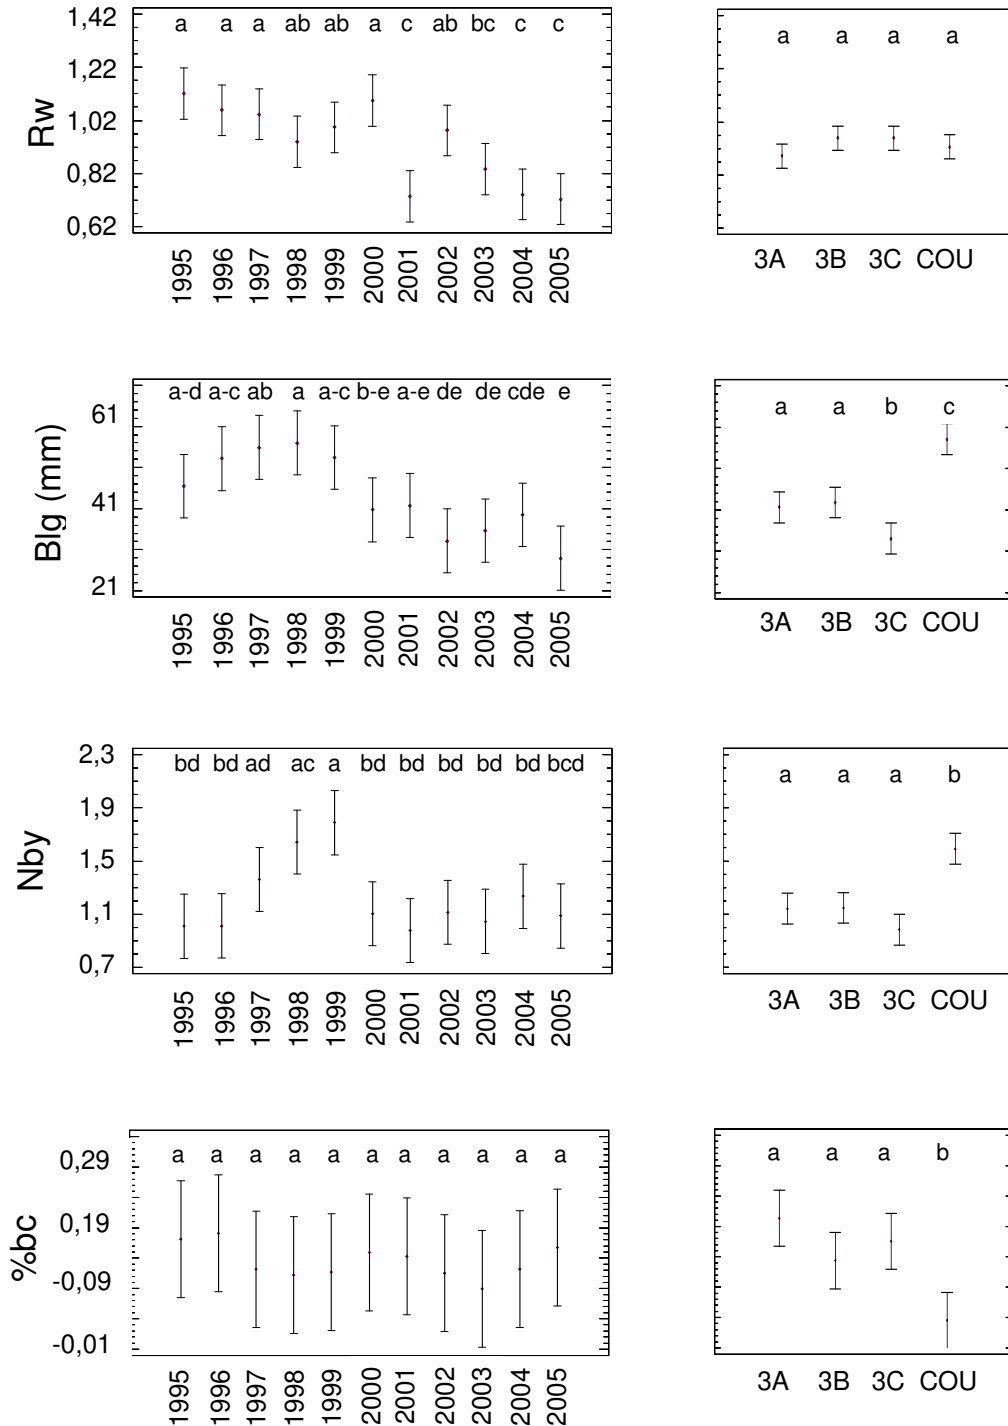 1,42
1,22
1,02
0,82
0,62
Rw
a a a ab ab a c ab bc c c
1995 1996 1997 1998 1999 2000 2001 2002 2003 2004 2005
a a a a
3A 3B 3C COU
61
41
21
Blg (mm)
a-d a-c ab a a-c b-e a-e de de cde e
1995 1996 1997 1998 1999 2000 2001 2002 2003 2004 2005
a a b c
3A 3B 3C COU
2,3
1,9
1,5
1,1
0,7
Nby
bd bd ad ac a bd bd bd bd bd bcd
1995 1996 1997 1998 1999 2000 2001 2002 2003 2004 2005
a a a b
3A 3B 3C COU
0,29
0,19
-0,09
-0,01
%bc
a a a a a a a a a a a
1995 1996 1997 1998 1999 2000 2001 2002 2003 2004 2005
a a a b
3A 3B 3C COU